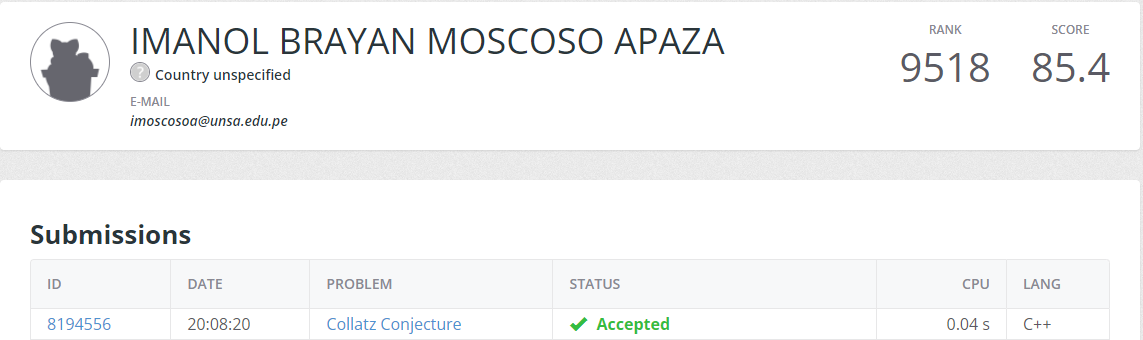 IMANOL BRAYAN MOSCOSO APAZA
RANK SCORE
? Country unspecified
9518 85.4
E-MAIL
imoscosoa@unsa.edu.pe
Submissions
ID DATE PROBLEM STATUS CPU LANG
8194556 20:08:20 Collatz Conjecture Accepted 0.04 s C++